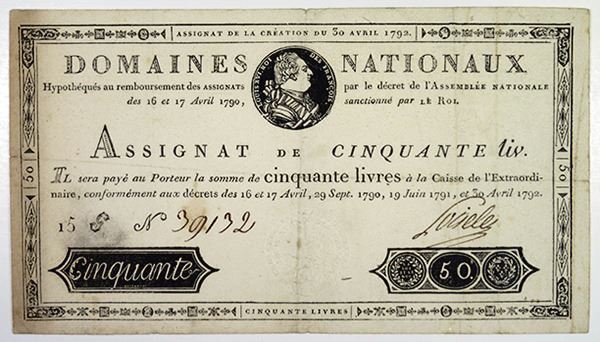 ASSIGNAT DE LA CRÉATION DU 30 AVRIL 1792.
DOMAINES NATIONAUX
Hypothéqués au remboursement des ASSIGNATS par le décret de l'ASSEMBLÉE NATIONALE
des 16 et 17 Avril 1790, sanctionné par LE ROI.
LOUIS XVI ROI DES FRANÇOIS
ASSIGNAT DE CINQUANTE liv.
IL sera payé au Porteur la somme de cinquante livres à la Caisse de l'Extraordi-
naire, conformément aux décrets des 16 et 17 Avril, 29 Sept. 1790, 19 Juin 1791, et 30 Avril 1792.
50
50
15 S N 39132
Cinquante
50.
CINQUANTE LIVRES